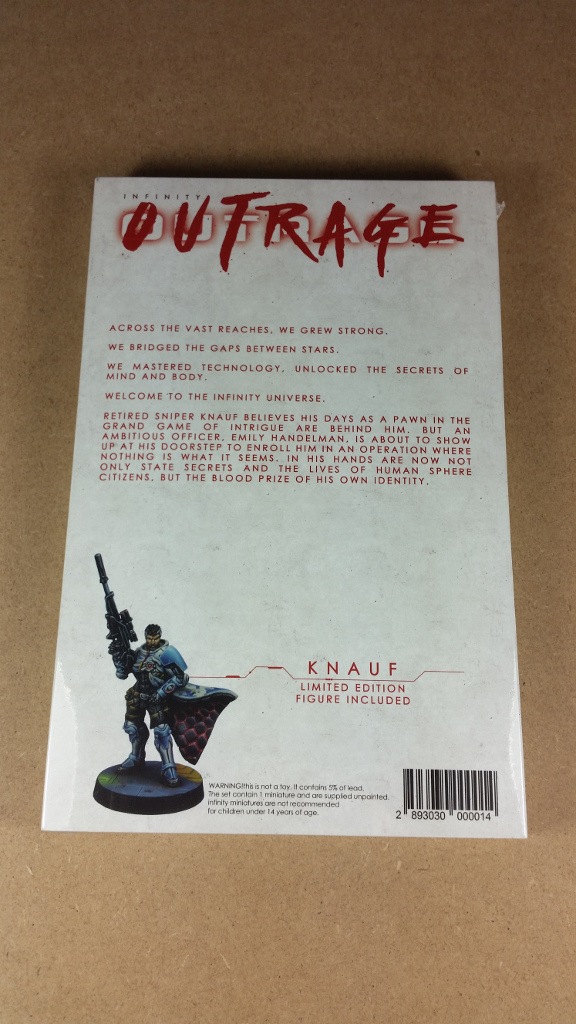 INFINITY
OUTRAGE
ACROSS THE VAST REACHES, WE GREW STRONG.
WE BRIDGED THE GAPS BETWEEN STARS.
WE MASTERED TECHNOLOGY, UNLOCKED THE SECRETS OF
MIND AND BODY.
WELCOME TO THE INFINITY UNIVERSE.
RETIRED SNIPER KNAUF BELIEVES HIS DAYS AS A PAWN IN THE
GRAND GAME OF INTRIGUE ARE BEHIND HIM. BUT AN
AMBITIOUS OFFICER, EMILY HANDELMAN, IS ABOUT TO SHOW
UP AT HIS DOORSTEP TO ENROLL HIM IN AN OPERATION WHERE
NOTHING IS WHAT IT SEEMS. IN HIS HANDS ARE NOW NOT
ONLY STATE SECRETS AND THE LIVES OF HUMAN SPHERE
CITIZENS, BUT THE BLOOD PRIZE OF HIS OWN IDENTITY.
KNAUF
LIMITED EDITION
FIGURE INCLUDED
WARNING!!this is not a toy. It contains 5% of lead.
The set contain 1 miniature and are supplied unpainted.
infinity miniatures are not recommended
for children under 14 years of age.
2 893030 000014